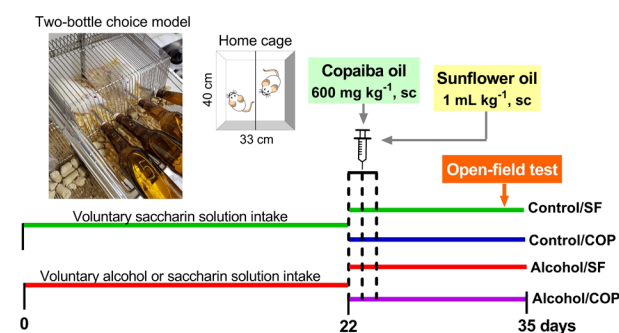 Two-bottle choice model
Home cage
40 cm
33 cm
Copaiba oil
600 mg kg⁻¹, sc
Sunflower oil
1 mL kg⁻¹, sc
Open-field test
Voluntary saccharin solution intake
Control/SF
Control/COP
Voluntary alcohol or saccharin solution intake
Alcohol/SF
Alcohol/COP
0
22
35 days